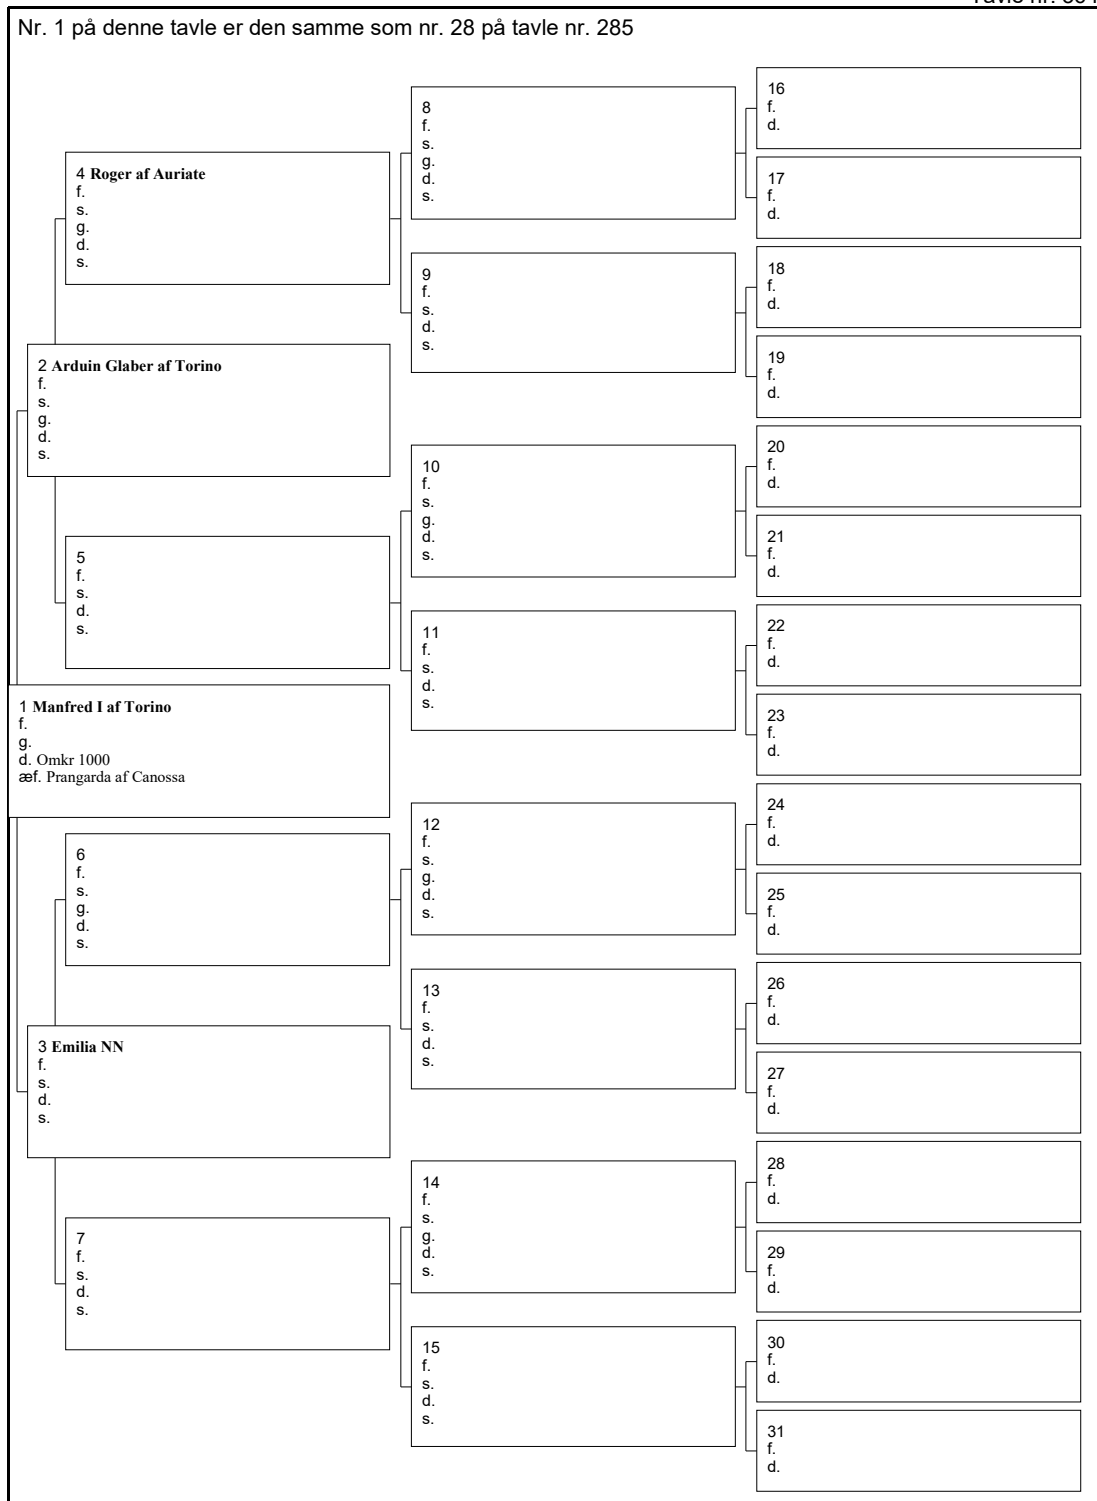 Nr. 1 på denne tavle er den samme som nr. 28 på tavle nr. 285
16
f.
d.
8
f.
s.
g.
d.
s.
17
f.
d.
4 Roger af Auriate
f.
s.
g.
d.
s.
18
f.
d.
9
f.
s.
d.
s.
19
f.
d.
2 Arduin Glaber af Torino
f.
s.
g.
d.
s.
20
f.
d.
10
f.
s.
g.
d.
s.
21
f.
d.
5
f.
s.
d.
s.
22
f.
d.
11
f.
s.
d.
s.
23
f.
d.
1 Manfred I af Torino
f.
g.
d. Omkr 1000
æf. Prangarda af Canossa
24
f.
d.
12
f.
s.
g.
d.
s.
25
f.
d.
6
f.
s.
g.
d.
s.
26
f.
d.
13
f.
s.
d.
s.
27
f.
d.
3 Emilia NN
f.
s.
d.
s.
28
f.
d.
14
f.
s.
g.
d.
s.
29
f.
d.
7
f.
s.
d.
s.
30
f.
d.
15
f.
s.
d.
s.
31
f.
d.